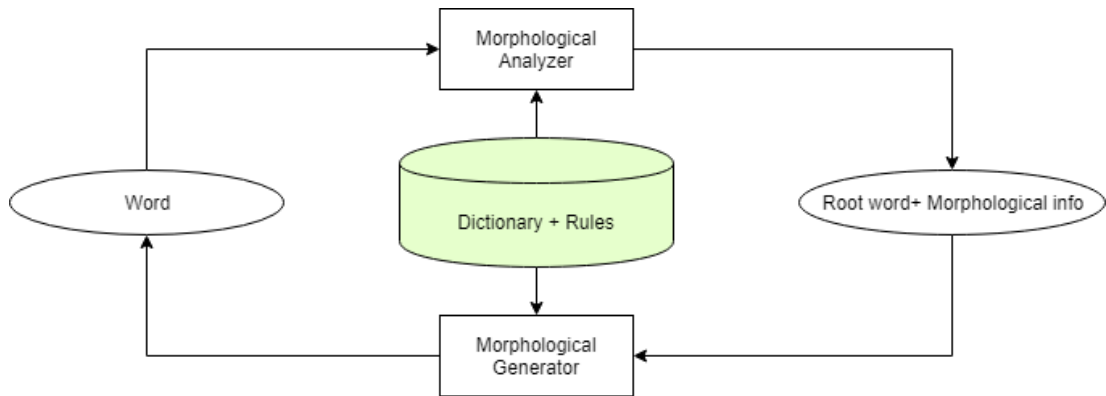 Morphological
Analyzer
Word
Dictionary + Rules
Root word+ Morphological info
Morphological
Generator